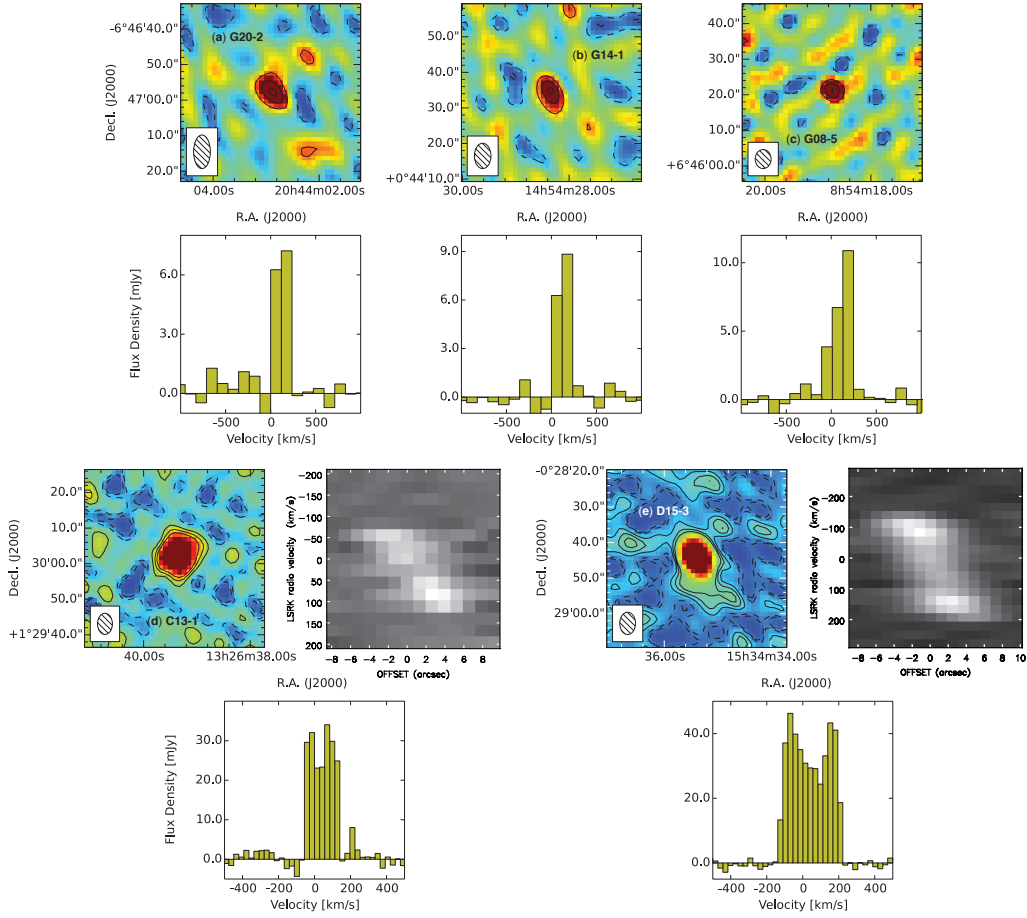 -6°46'40.0"
50.0"
47'00.0"
10.0"
20.0"
Decl. (J2000)
(a) G20-2
04.00s
20h44m02.00s
R.A. (J2000)
40.0"
50.0"
30.0"
20.0"
+0°44'10.0"
(b) G14-1
30.00s
14h54m28.00s
R.A. (J2000)
40.0"
30.0"
20.0"
10.0"
+6°46'00.0"
(c) G08-5
20.00s
8h54m18.00s
R.A. (J2000)
Flux Density [mJy]
6.0
3.0
0.0
-500
0
500
Velocity [km/s]
9.0
6.0
3.0
0.0
-500
0
500
Velocity [km/s]
10.0
5.0
0.0
-500
0
500
Velocity [km/s]
Decl. (J2000)
20.0"
10.0"
30'00.0"
50.0"
+1°29'40.0"
(d) C13-1
40.00s
13h26m38.00s
R.A. (J2000)
LSRK radio velocity (km/s)
-200
-150
-100
-50
0
50
100
150
200
-8
-6
-4
-2
0
2
4
6
8
OFFSET (arcsec)
Decl. (J2000)
-0°28'20.0"
30.0"
40.0"
50.0"
29'00.0"
(e) D15-3
36.00s
15h34m34.00s
R.A. (J2000)
LSRK radio velocity (km/s)
-200
-100
0
100
200
-8
-6
-4
-2
0
2
4
6
8
10
OFFSET (arcsec)
Flux Density [mJy]
30.0
20.0
10.0
0.0
-400
-200
0
200
400
Velocity [km/s]
40.0
20.0
0.0
-400
-200
0
200
400
Velocity [km/s]